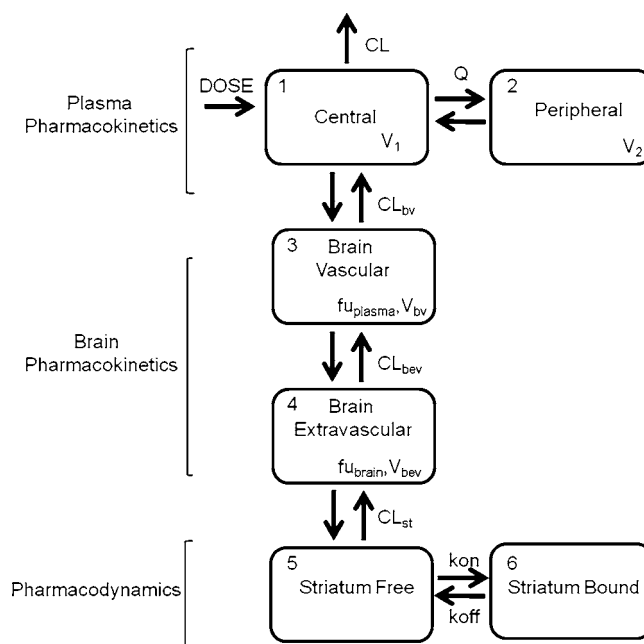 CL
Plasma
Pharmacokinetics
DOSE
1
Central
V1
Q
2
Peripheral
V2
CLbv
3
Brain
Vascular
fuplasma, Vbv
Brain
Pharmacokinetics
CLbev
4
Brain
Extravascular
fubrain, Vbev
CLst
Pharmacodynamics
5
Striatum Free
kon
koff
6
Striatum Bound